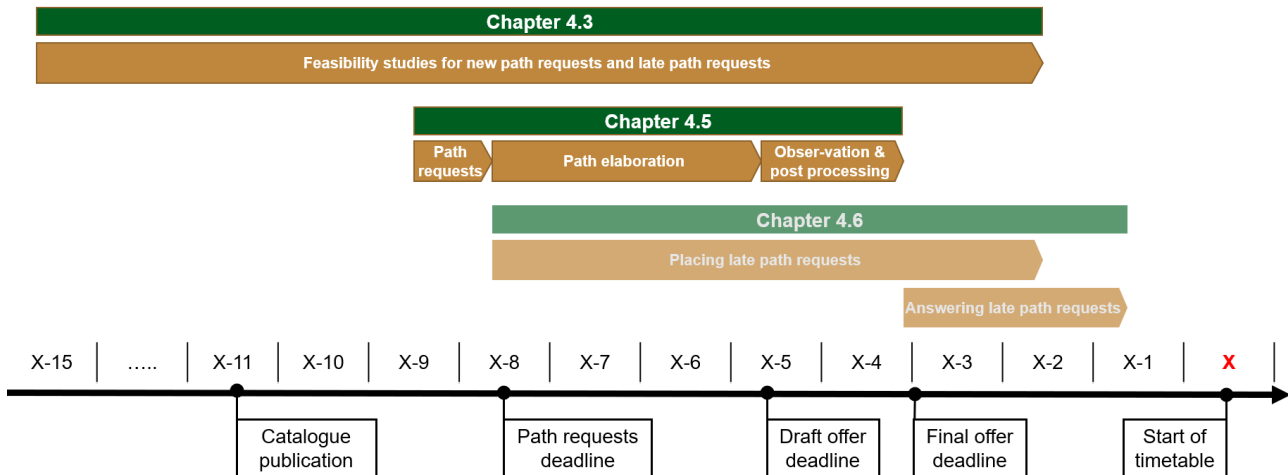 Chapter 4.3
Feasibility studies for new path requests and late path requests
Chapter 4.5
Path
requests
Path elaboration
Obser-vation &
post processing
Chapter 4.6
Placing late path requests
Answering late path requests
X-15 ..... X-11 X-10 X-9 X-8 X-7 X-6 X-5 X-4 X-3 X-2 X-1 X
Catalogue
publication
Path requests
deadline
Draft offer
deadline
Final offer
deadline
Start of
timetable